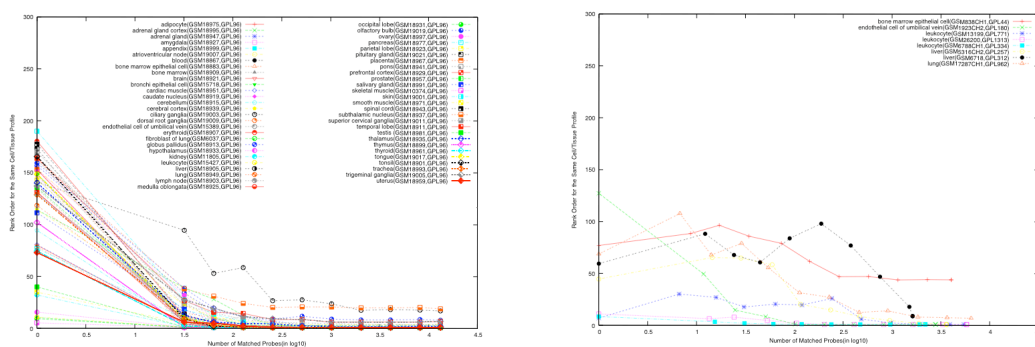 300
250
200
150
100
50
0
0
0.5
1
1.5
2
2.5
3
3.5
4
4.5
Rank Order for the Same Cell/Tissue Profile
Number of Matched Probes(in log10)
adipocyte(GSM18975,GPL96)
adrenal gland cortex(GSM18995,GPL96)
adrenal gland(GSM18947,GPL96)
amygdala(GSM18927,GPL96)
appendix(GSM18999,GPL96)
atrioventricular node(GSM19007,GPL96)
blood(GSM18867,GPL96)
bone marrow epithelial cell(GSM18883,GPL96)
bone marrow(GSM18909,GPL96)
brain(GSM18921,GPL96)
bronchi epithelial cell(GSM15718,GPL96)
cardiac muscle(GSM18951,GPL96)
caudate nucleus(GSM18919,GPL96)
cerebellum(GSM18915,GPL96)
cerebral cortex(GSM18939,GPL96)
ciliary ganglia(GSM19003,GPL96)
dorsal root ganglia(GSM19009,GPL96)
endothelial cell of umbilical vein(GSM15389,GPL96)
erythroid(GSM18907,GPL96)
fibroblast of lung(GSM6037,GPL96)
globus pallidus(GSM18913,GPL96)
hypothalamus(GSM18933,GPL96)
kidney(GSM11805,GPL96)
leukocyte(GSM15427,GPL96)
liver(GSM18905,GPL96)
lung(GSM18949,GPL96)
lymph node(GSM18903,GPL96)
medulla oblongata(GSM18925,GPL96)
occipital lobe(GSM18931,GPL96)
olfactory bulb(GSM19019,GPL96)
ovary(GSM18997,GPL96)
pancreas(GSM18977,GPL96)
parietal lobe(GSM18923,GPL96)
pituitary gland(GSM19021,GPL96)
placenta(GSM18967,GPL96)
pons(GSM18941,GPL96)
prefrontal cortex(GSM18929,GPL96)
prostate(GSM18957,GPL96)
salivary gland(GSM18991,GPL96)
skeletal muscle(GSM10374,GPL96)
skin(GSM19001,GPL96)
smooth muscle(GSM18971,GPL96)
spinal cord(GSM18943,GPL96)
subthalamic nucleus(GSM18937,GPL96)
superior cervical ganglia(GSM19011,GPL96)
temporal lobe(GSM18911,GPL96)
testis(GSM18981,GPL96)
thalamus(GSM18935,GPL96)
thymus(GSM18899,GPL96)
thyroid(GSM18961,GPL96)
tongue(GSM19017,GPL96)
tonsil(GSM18901,GPL96)
trachea(GSM18993,GPL96)
trigeminal ganglia(GSM19005,GPL96)
uterus(GSM18959,GPL96)
300
250
200
150
100
50
0
0
0.5
1
1.5
2
2.5
3
3.5
4
Rank Order for the Same Cell/Tissue Profile
Number of Matched Probes(in log10)
bone marrow epithelial cell(GSM838CH1,GPL44)
endothelial cell of umbilical vein(GSM1923CH2,GPL180)
leukocyte(GSM13199,GPL771)
leukocyte(GSM26200,GPL1313)
leukocyte(GSM6788CH1,GPL334)
liver(GSM5316CH2,GPL257)
liver(GSM6718,GPL312)
lung(GSM17287CH1,GPL962)